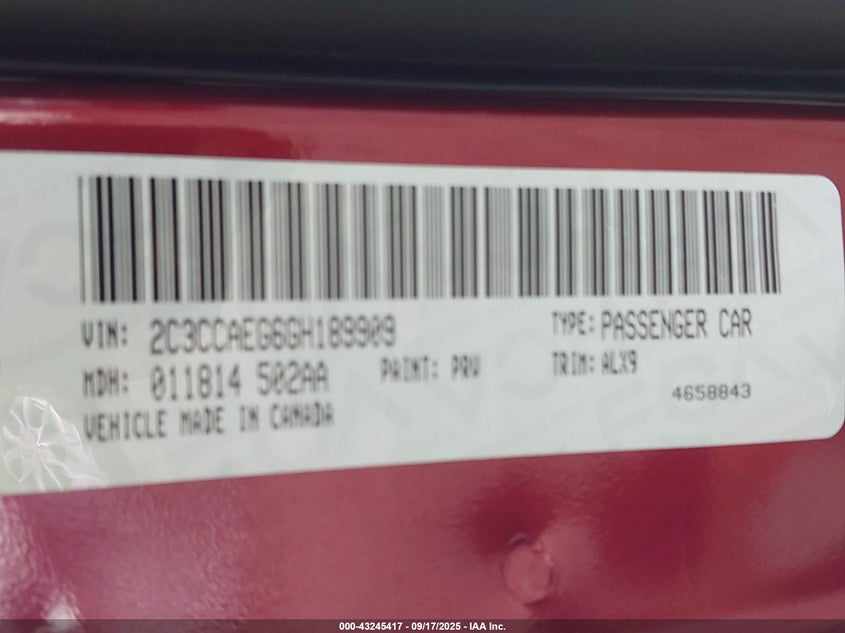 VIN: 2C3CCAEG6GH189909 TYPE: PASSENGER CAR
MDH: 011814 502AA PAINT: PRV TRIM: ALX9
4658843
VEHICLE MADE IN CANADA
000-43245417 - 09/17/2025 - IAA Inc.